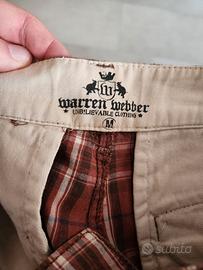 W
warren webber
UNBELIEVABLE CLOTHING
M
subito